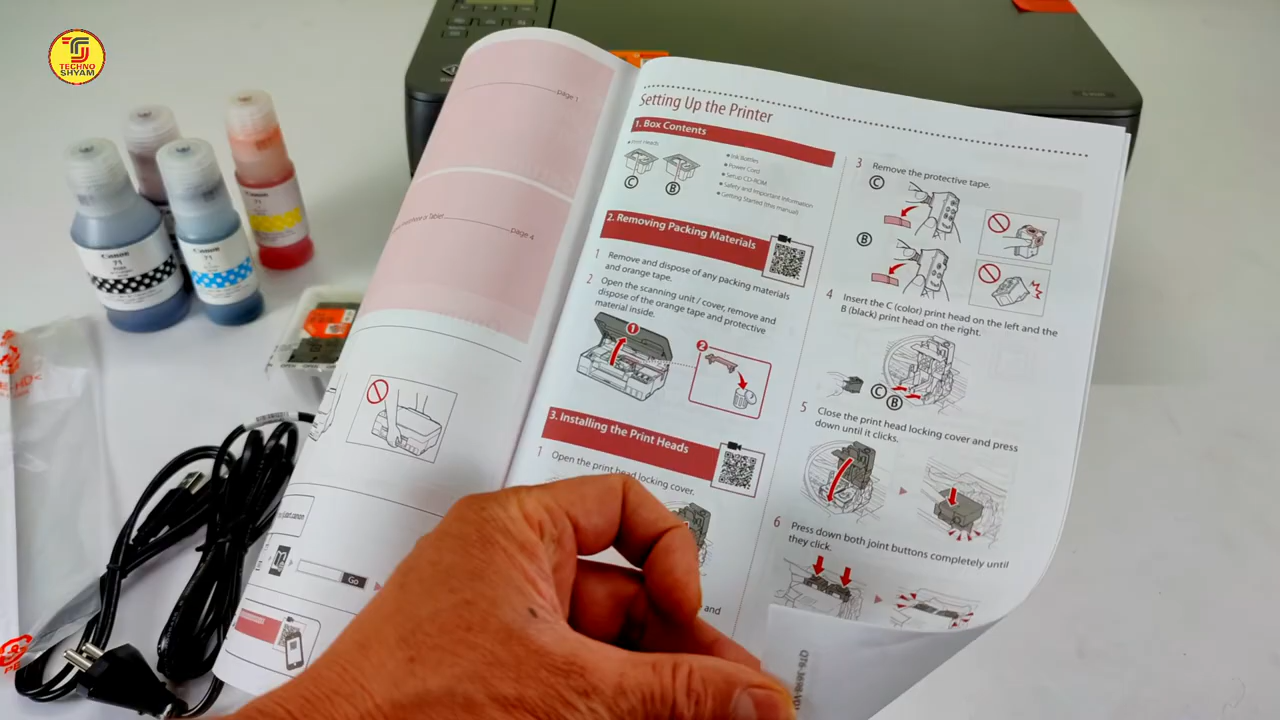 TECHNO
SHYAM
Canon
71
Canon
71
Canon
71
page 1
page 4
Go
Setting Up the Printer
1. Box Contents
Print Heads
C
B
Ink Bottles
Power Cord
Setup CD-ROM
Safety and Important Information
Getting Started (this manual)
2. Removing Packing Materials
1 Remove and dispose of any packing materials
and orange tape.
2 Open the scanning unit / cover, remove and
dispose of the orange tape and protective
material inside.
1
2
3. Installing the Print Heads
1 Open the print head locking cover.
and
3 Remove the protective tape.
C
B
4 Insert the C (color) print head on the left and the
B (black) print head on the right.
C
B
5 Close the print head locking cover and press
down until it clicks.
6 Press down both joint buttons completely until
they click.